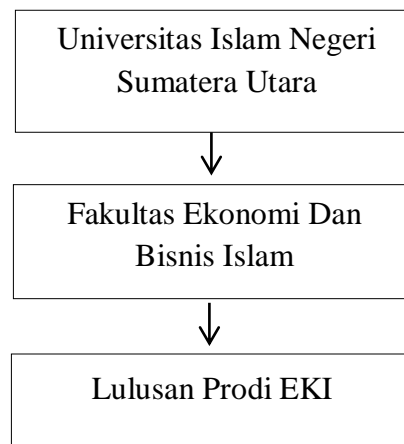 Universitas Islam Negeri
Sumatera Utara
Fakultas Ekonomi Dan
Bisnis Islam
Lulusan Prodi EKI